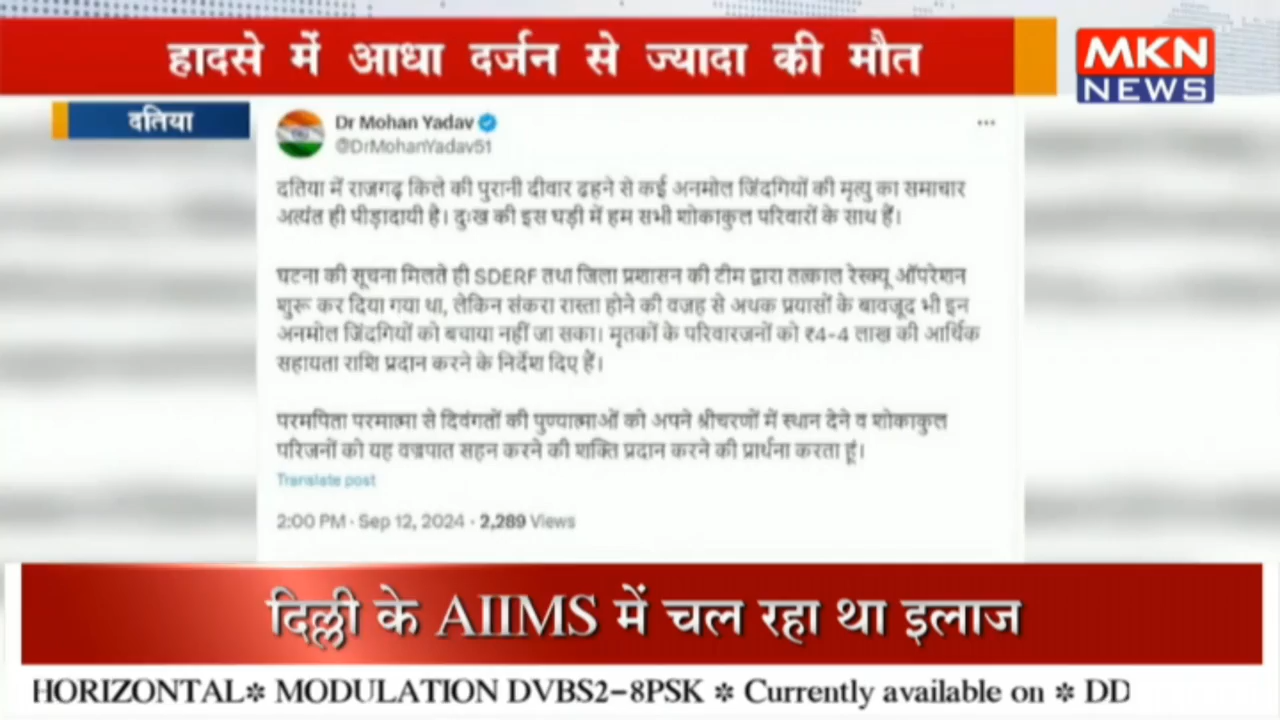 हादसे में आधा दर्जन से ज्यादा की मौत
MKN
NEWS
दतिया
Dr Mohan Yadav
@DrMohanYadav51
दतिया में राजगढ़ किले की पुरानी दीवार ढहने से कई अनमोल जिंदगियों की मृत्यु का समाचार
अत्यंत ही पीड़ादायी है। दुःख की इस घड़ी में हम सभी शोकाकुल परिवारों के साथ हैं।
घटना की सूचना मिलते ही SDERF तथा जिला प्रशासन की टीम द्वारा तत्काल रेस्क्यू ऑपरेशन
शुरू कर दिया गया था, लेकिन संकरा रास्ता होने की वजह से अथक प्रयासों के बावजूद भी इन
अनमोल जिंदगियों को बचाया नहीं जा सका। मृतकों के परिवारजनों को ₹4-4 लाख की आर्थिक
सहायता राशि प्रदान करने के निर्देश दिए हैं।
परमपिता परमात्मा से दिवंगतों की पुण्यात्माओं को अपने श्रीचरणों में स्थान देने व शोकाकुल
परिजनों को यह वज्रपात सहन करने की शक्ति प्रदान करने की प्रार्थना करता हूं।
Translate post
2:00 PM · Sep 12, 2024 · 2,289 Views
दिल्ली के AIIMS में चल रहा था इलाज
HORIZONTAL* MODULATION DVBS2-8PSK * Currently available on * DD